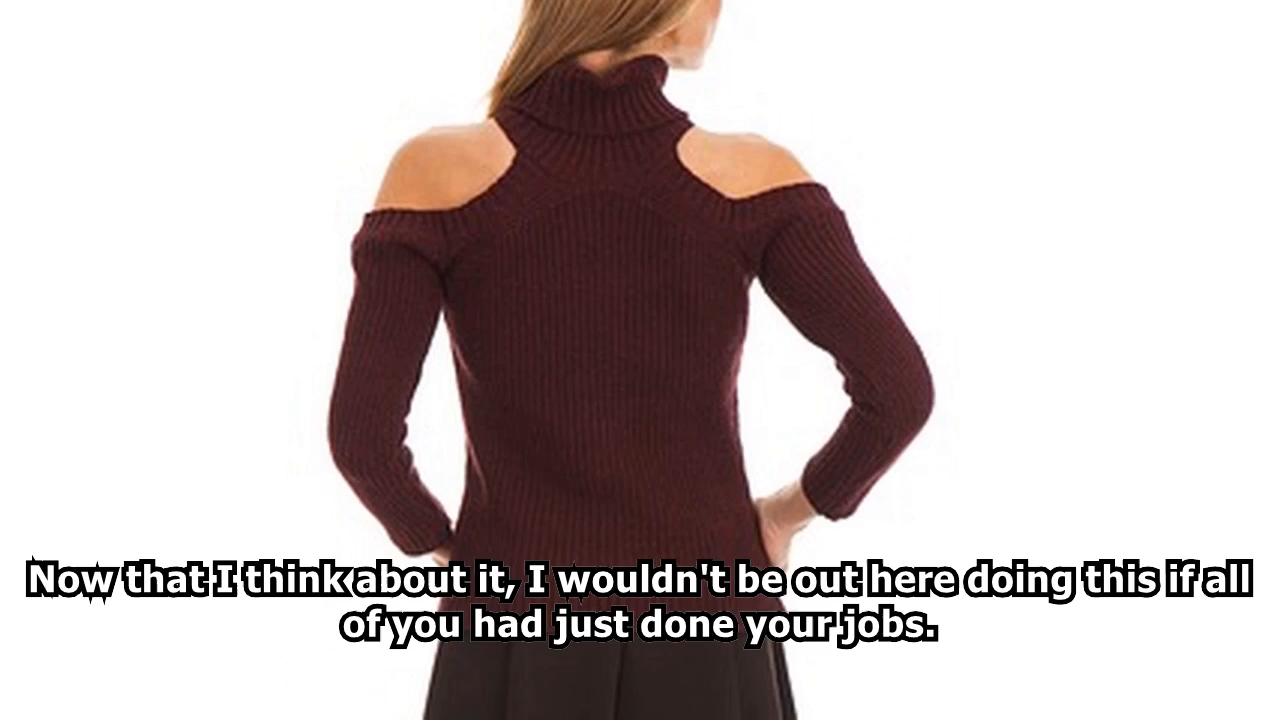 Now that I think about it, I wouldn't be out here doing this if all
of you had just done your jobs.